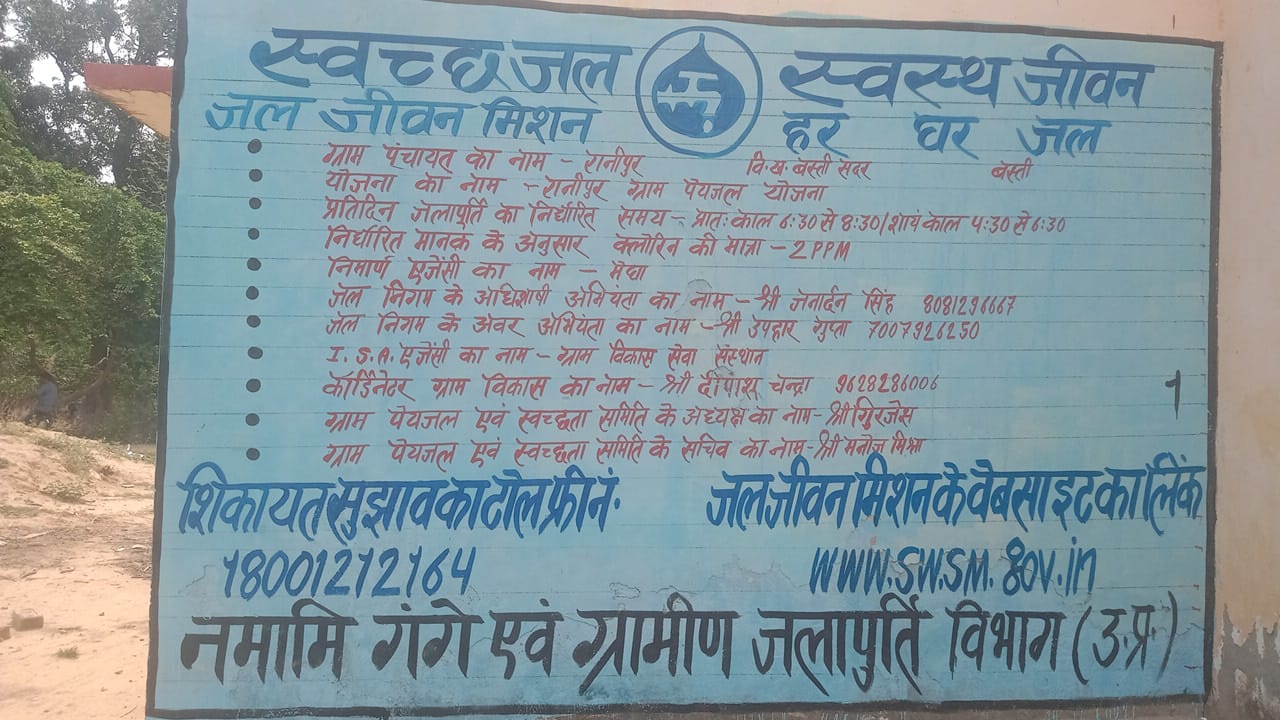 स्वच्छ जल स्वस्थ जीवन
जल जीवन मिशन हर घर जल
ग्राम पंचायत का नाम - रानीपुर वि.ख. बस्ती सदर बस्ती
योजना का नाम - रानीपुर ग्राम पेयजल योजना
प्रतिदिन जलापुर्ति का निर्धारित समय - प्रातः काल 6:30 से 8:30/शायं काल 4:30 से 6:30
निर्धारित मानक के अनुसार क्लोरिन की मात्रा - 2 PPM
निमार्ण एजेंसी का नाम - मेघा
जल निगम के अधिशाषी अभियंता का नाम - श्री जनार्दन सिंह 8081296667
जल निगम के अवर अभियंता का नाम - श्री उपहार गुप्ता 7007926250
I.S.A एजेंसी का नाम - ग्राम विकास सेवा संस्थान
कॉर्डिनेटर ग्राम विकास का नाम - श्री दीपांश चन्द्रा 9628286006
1
ग्राम पेयजल एवं स्वच्छता समिति के अध्यक्ष का नाम - श्री गिरजेस
ग्राम पेयजल एवं स्वच्छता समिति के सचिव का नाम - श्री मनोज मिश्रा
शिकायत सुझाव का टोल फ्री नं. जल जीवन मिशन के वेबसाइट का लिंक
18001212164 www.swsm.gov.in
नमामि गंगे एवं ग्रामीण जलापुर्ति विभाग (उ.प्र.)